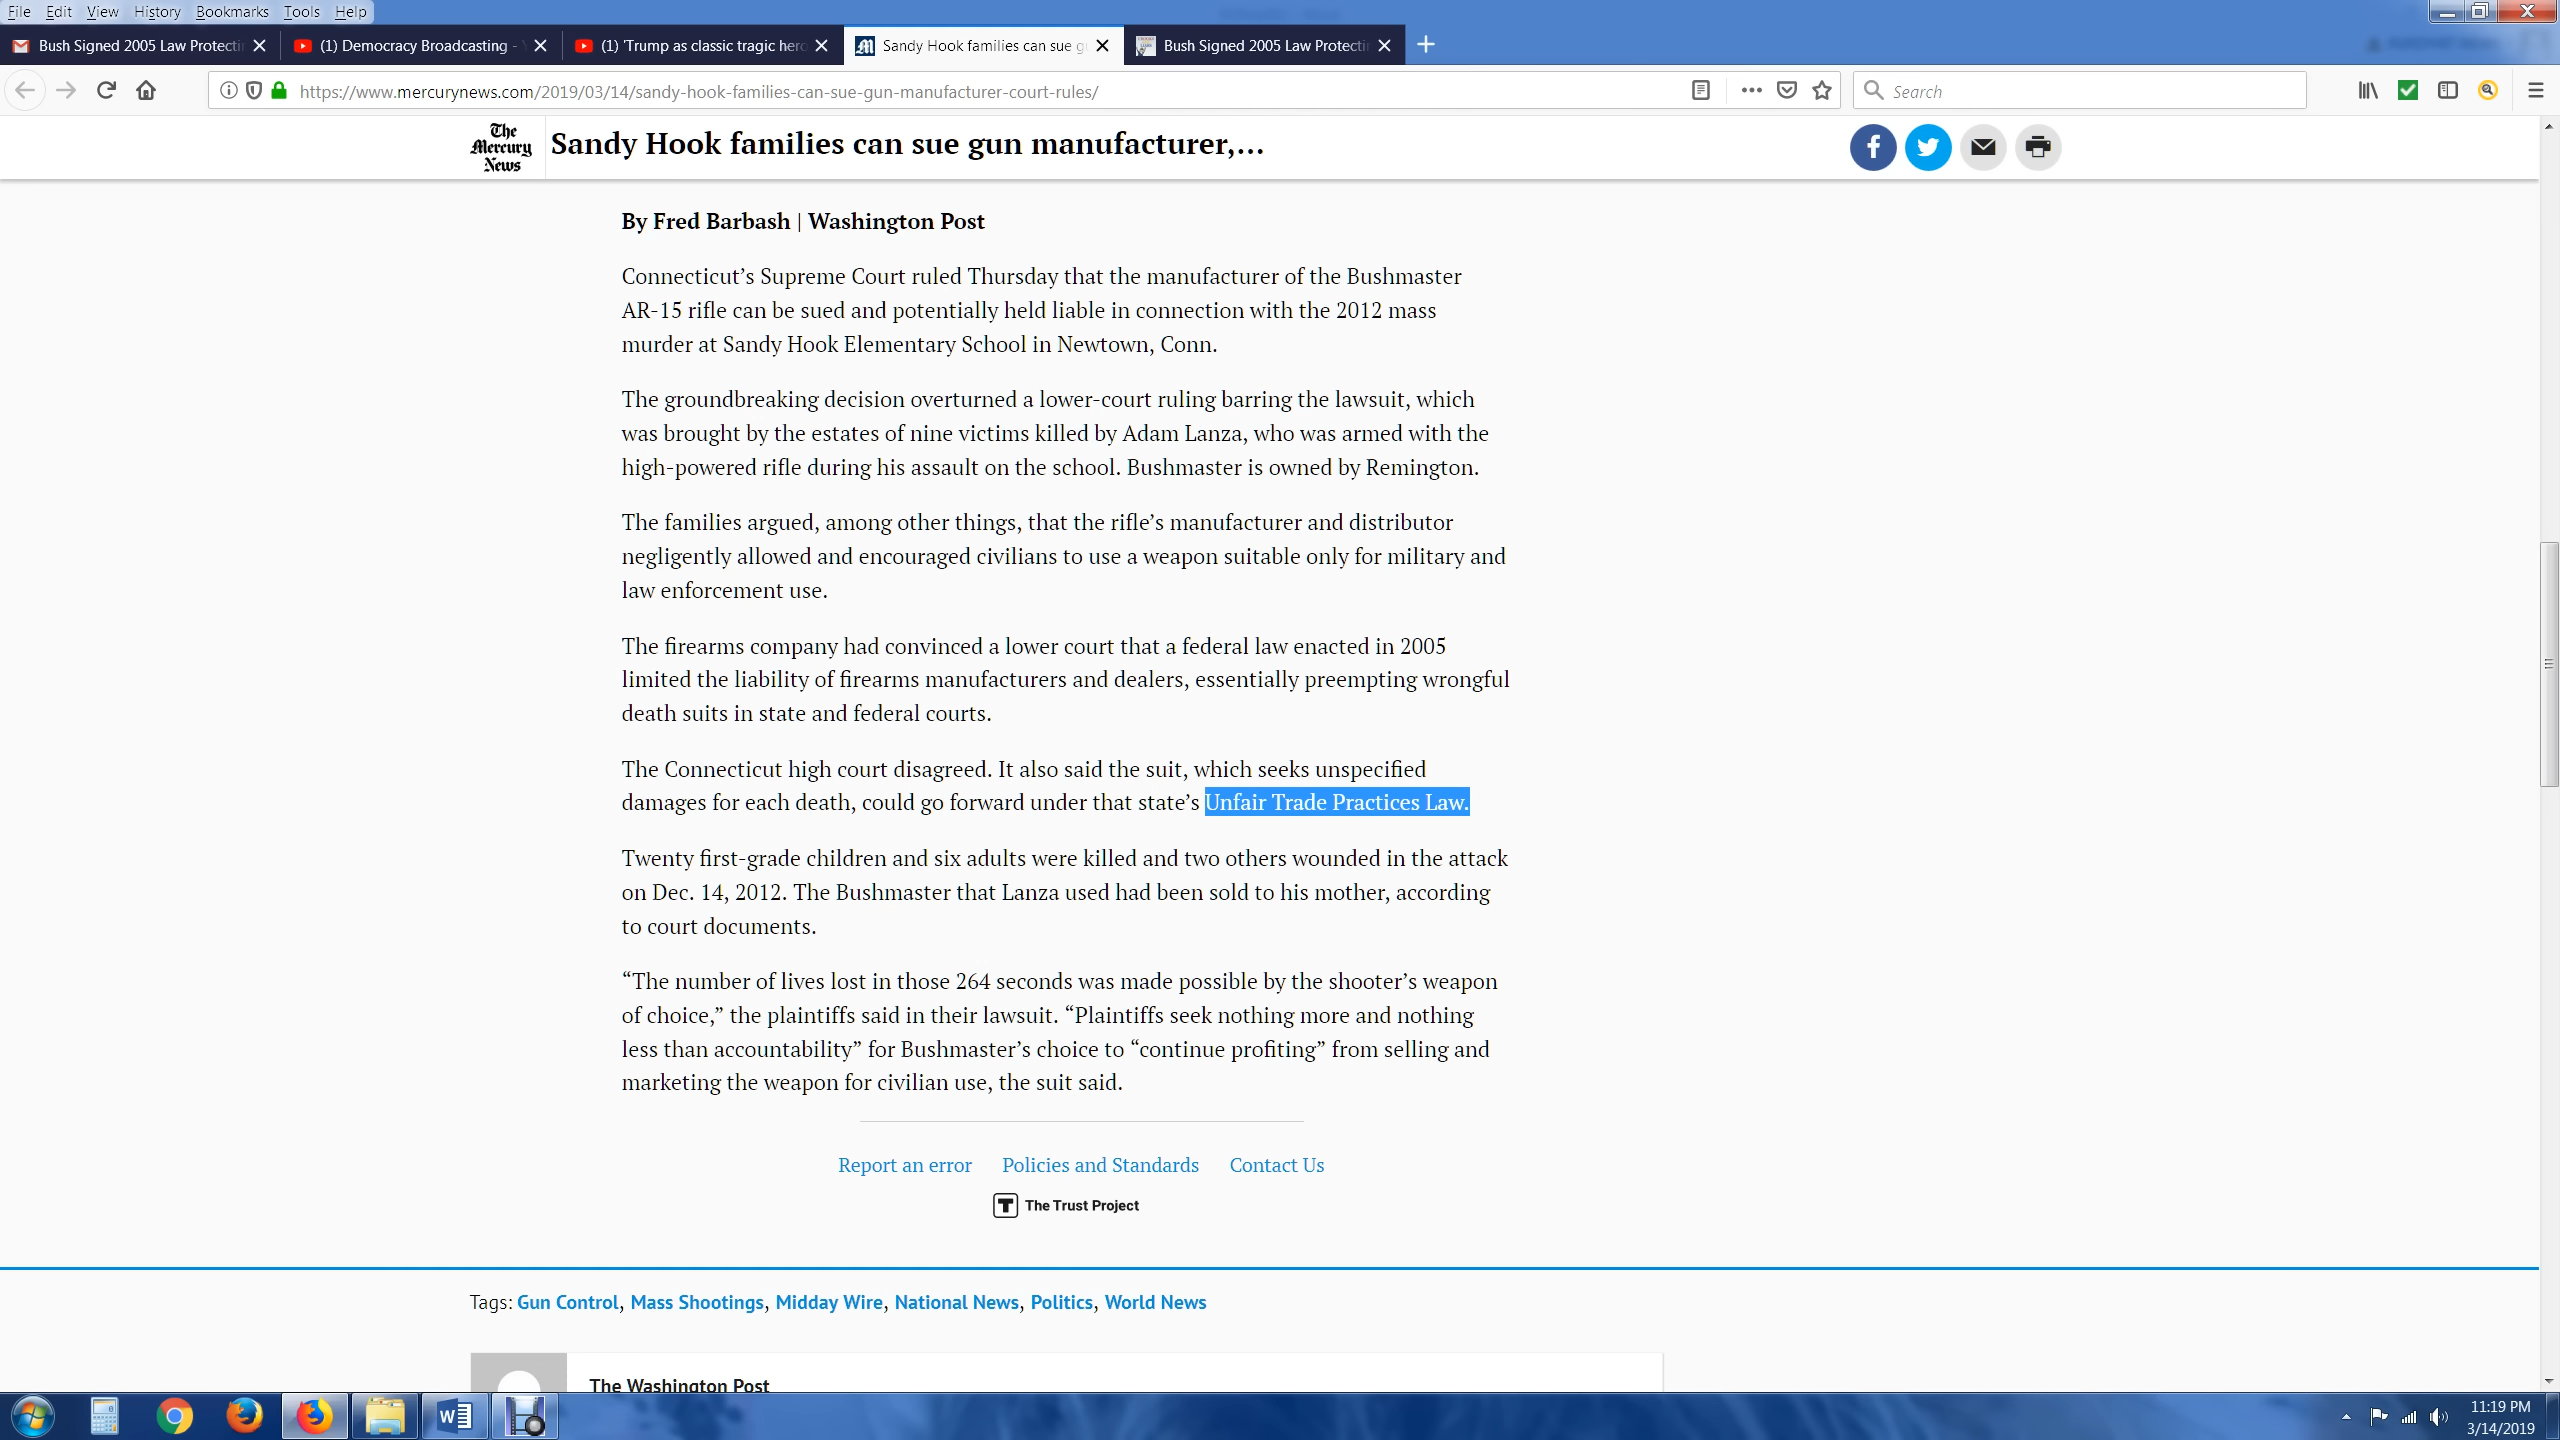 File Edit View History Bookmarks Tools Help
Bush Signed 2005 Law Protecti
(1) Democracy Broadcasting -
(1) 'Trump as classic tragic hero
Sandy Hook families can sue g
Bush Signed 2005 Law Protecti
https://www.mercurynews.com/2019/03/14/sandy-hook-families-can-sue-gun-manufacturer-court-rules/
Search
The
Mercury
News
Sandy Hook families can sue gun manufacturer,...
By Fred Barbash | Washington Post
Connecticut’s Supreme Court ruled Thursday that the manufacturer of the Bushmaster
AR-15 rifle can be sued and potentially held liable in connection with the 2012 mass
murder at Sandy Hook Elementary School in Newtown, Conn.
The groundbreaking decision overturned a lower-court ruling barring the lawsuit, which
was brought by the estates of nine victims killed by Adam Lanza, who was armed with the
high-powered rifle during his assault on the school. Bushmaster is owned by Remington.
The families argued, among other things, that the rifle’s manufacturer and distributor
negligently allowed and encouraged civilians to use a weapon suitable only for military and
law enforcement use.
The firearms company had convinced a lower court that a federal law enacted in 2005
limited the liability of firearms manufacturers and dealers, essentially preempting wrongful
death suits in state and federal courts.
The Connecticut high court disagreed. It also said the suit, which seeks unspecified
damages for each death, could go forward under that state’s Unfair Trade Practices Law.
Twenty first-grade children and six adults were killed and two others wounded in the attack
on Dec. 14, 2012. The Bushmaster that Lanza used had been sold to his mother, according
to court documents.
“The number of lives lost in those 264 seconds was made possible by the shooter’s weapon
of choice,” the plaintiffs said in their lawsuit. “Plaintiffs seek nothing more and nothing
less than accountability” for Bushmaster’s choice to “continue profiting” from selling and
marketing the weapon for civilian use, the suit said.
Report an error Policies and Standards Contact Us
The Trust Project
Tags: Gun Control, Mass Shootings, Midday Wire, National News, Politics, World News
The Washington Post
11:19 PM
3/14/2019